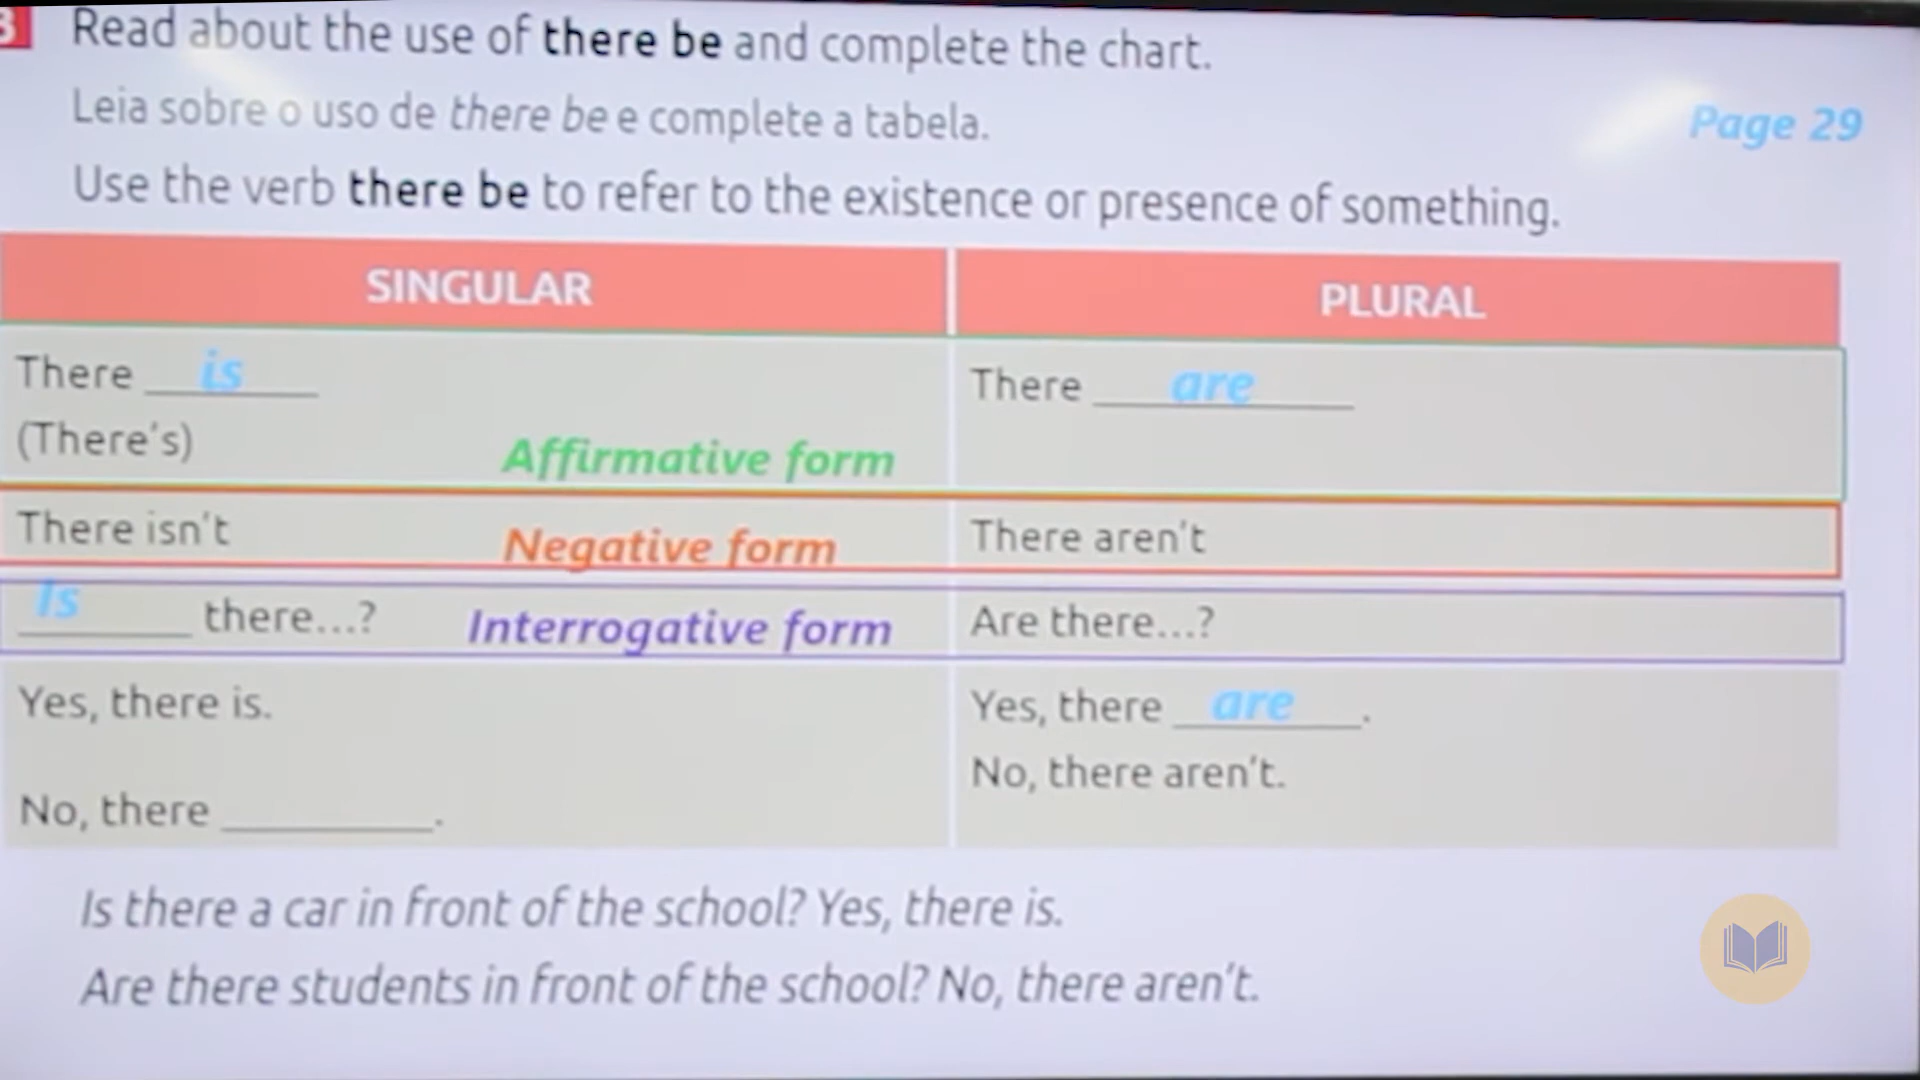 3 Read about the use of there be and complete the chart.
Leia sobre o uso de there be e complete a tabela.
Page 29
Use the verb there be to refer to the existence or presence of something.
SINGULAR PLURAL
There is There are
(There's) Affirmative form
There isn't Negative form There aren't
Is there...? Interrogative form Are there...?
Yes, there is. Yes, there are.
No, there aren't.
No, there ________.
Is there a car in front of the school? Yes, there is.
Are there students in front of the school? No, there aren't.